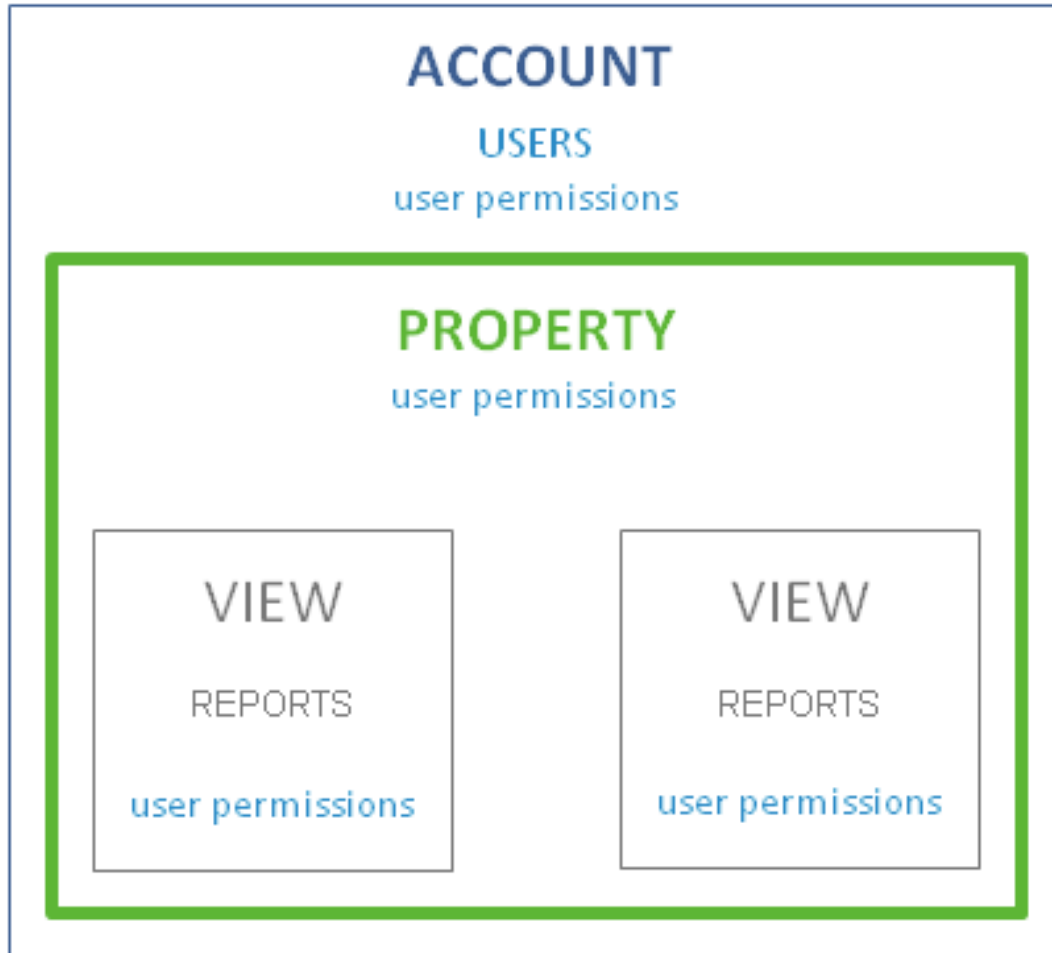 ACCOUNT
USERS
user permissions
PROPERTY
user permissions
VIEW
REPORTS
user permissions
VIEW
REPORTS
user permissions